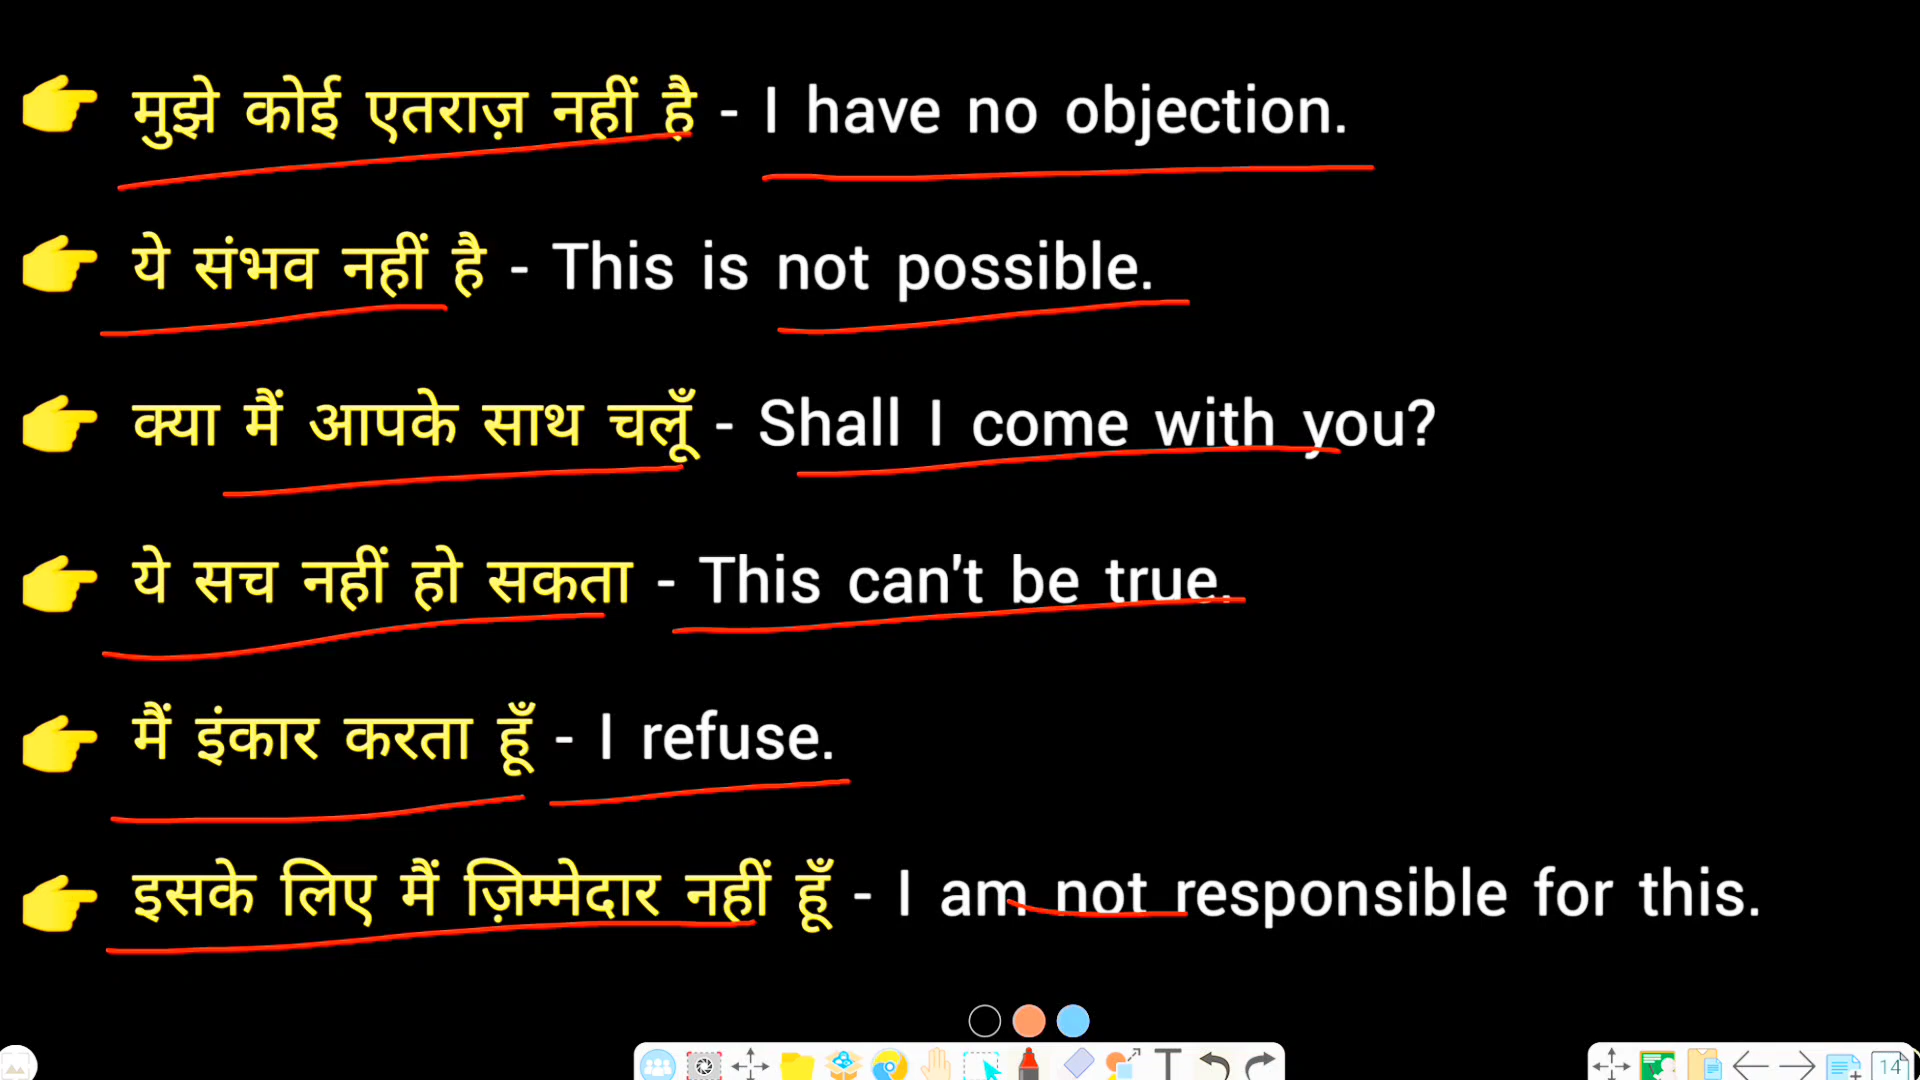 मुझे कोई एतराज़ नहीं है - I have no objection.
ये संभव नहीं है - This is not possible.
क्या मैं आपके साथ चलूँ - Shall I come with you?
ये सच नहीं हो सकता - This can't be true.
मैं इंकार करता हूँ - I refuse.
इसके लिए मैं ज़िम्मेदार नहीं हूँ - I am not responsible for this.
14